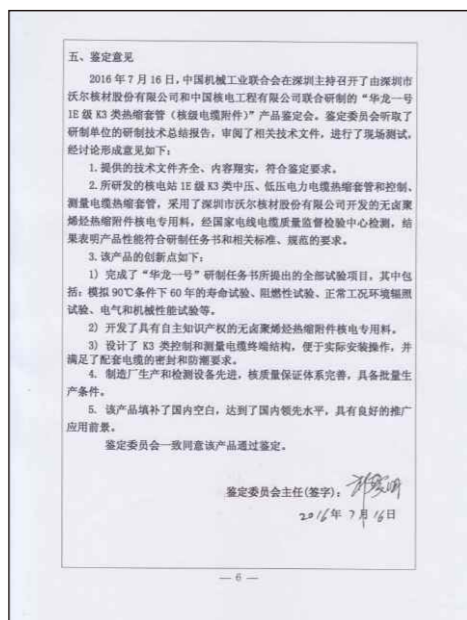 五、鉴定意见
2016 年 7 月 16 日，中国机械工业联合会在深圳主持召开了由深圳市
沃尔核材股份有限公司和中国核电工程有限公司联合研制的“华龙一号
1E 级 K3 类热缩套管（核级电缆附件）”产品鉴定会。鉴定委员会听取了
研制单位的研制技术总结报告，审阅了相关技术文件，进行了现场测试，
经讨论形成意见如下：
1.提供的技术文件齐全、内容翔实，符合鉴定要求。
2.所研发的核电站 1E 级 K3 类中压、低压电力电缆热缩套管和控制、
测量电缆热缩套管，采用了深圳市沃尔核材股份有限公司开发的无卤聚
烯烃热缩附件核电专用料，经国家电线电缆质量监督检验中心检测，结
果表明产品性能符合研制任务书和相关标准、规范的要求。
3.该产品的创新点如下：
1）完成了“华龙一号”研制任务书所提出的全部试验项目，其中包
括：模拟 90℃条件下 60 年的寿命试验、阻燃性试验、正常工况环境辐照
试验、电气和机械性能试验等。
2）开发了具有自主知识产权的无卤聚烯烃热缩附件核电专用料。
3）设计了 K3 类控制和测量电缆终端结构，便于实际安装操作，并
满足了配套电缆的密封和防潮要求。
4. 制造厂生产和检测设备先进，核质量保证体系完善，具备批量生
产条件。
5. 该产品填补了国内空白，达到了国内领先水平，具有良好的推广
应用前景。
鉴定委员会一致同意该产品通过鉴定。
鉴定委员会主任(签字)：
2016年 7 月 16 日
— 6 —